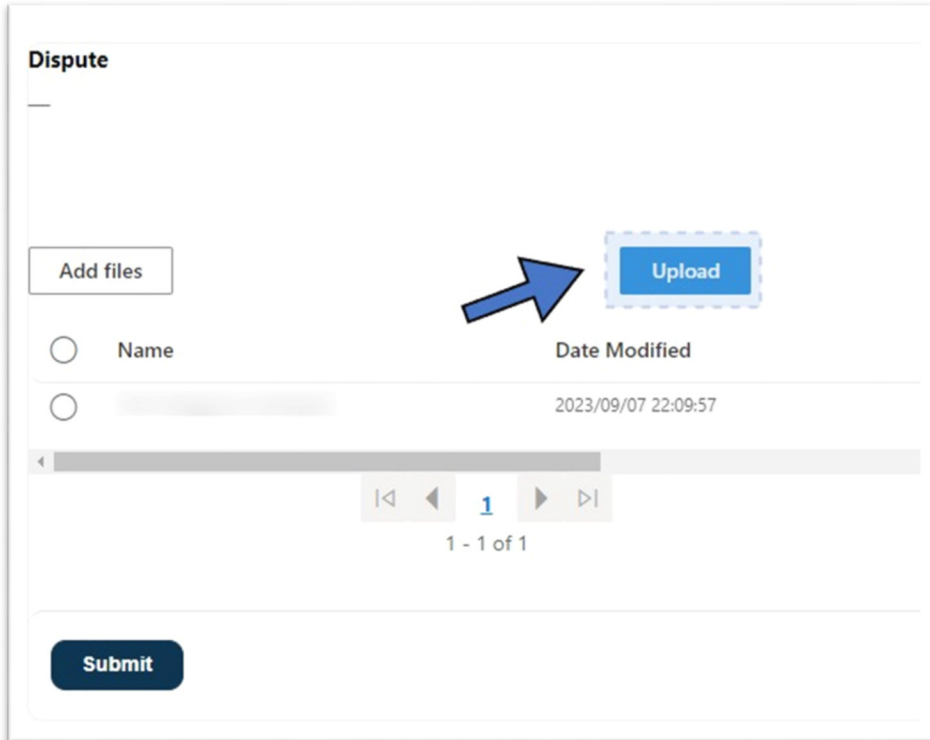 Dispute
Add files Upload
Name Date Modified
2023/09/07 22:09:57
1
1 - 1 of 1
Submit